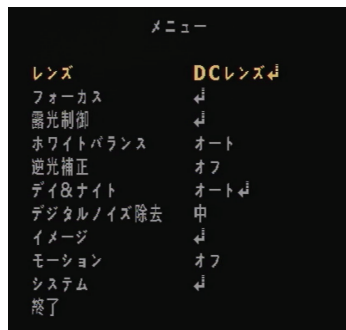 メニュー
レンズ DCレンズ↲
フォーカス ↲
露光制御 ↲
ホワイトバランス オート
逆光補正 オフ
デイ&ナイト オート↲
デジタルノイズ除去 中
イメージ ↲
モーション オフ
システム ↲
終了